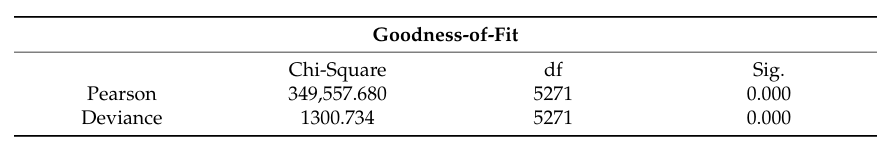 Goodness-of-Fit
Chi-Square df Sig.
Pearson 349,557.680 5271 0.000
Deviance 1300.734 5271 0.000